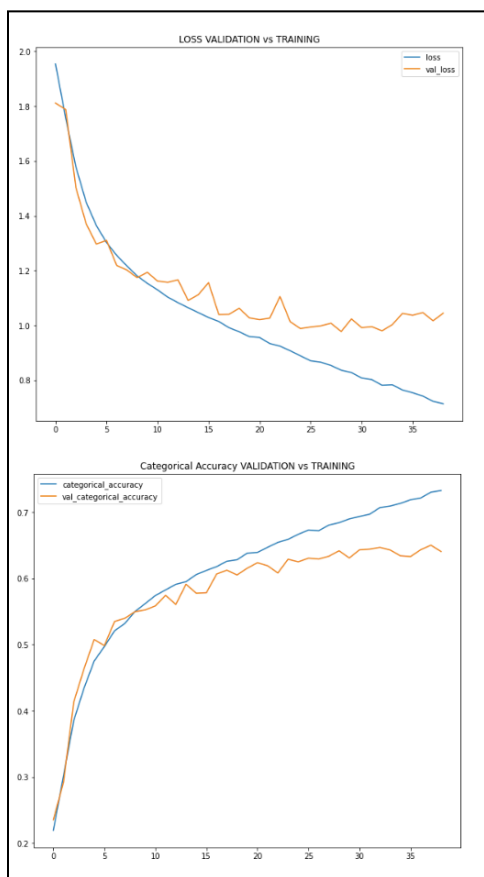 LOSS VALIDATION vs TRAINING
2.0
loss
val_loss
1.8
1.6
1.4
1.2
1.0
0.8
0 5 10 15 20 25 30 35
Categorical Accuracy VALIDATION vs TRAINING
categorical_accuracy
val_categorical_accuracy
0.7
0.6
0.5
0.4
0.3
0.2
0 5 10 15 20 25 30 35